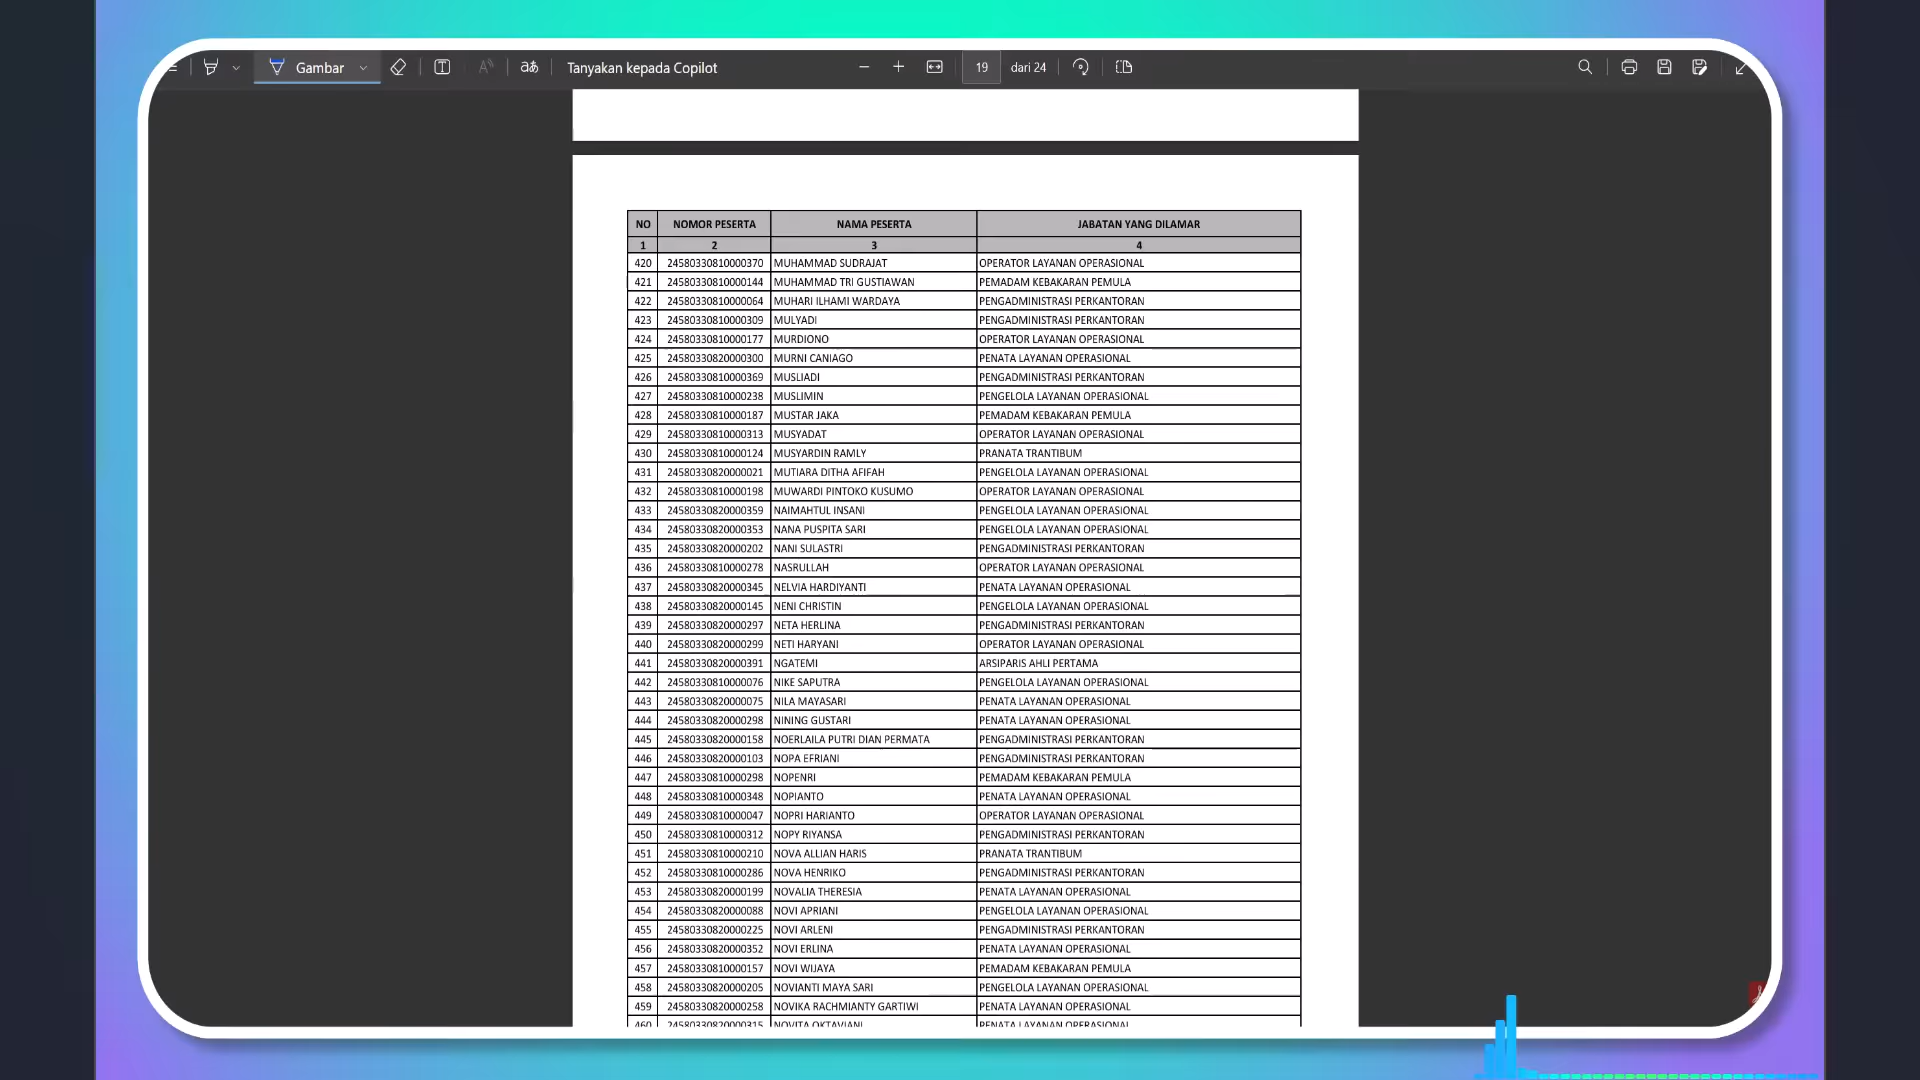 Gambar
Tanyakan kepada Copilot
19 dari 24
NO NOMOR PESERTA NAMA PESERTA JABATAN YANG DILAMAR
1 2 3 4
420 24580330810000370 MUHAMMAD SUDRAJAT OPERATOR LAYANAN OPERASIONAL
421 24580330810000144 MUHAMMAD TRI GUSTIAWAN PEMADAM KEBAKARAN PEMULA
422 24580330810000064 MUHARI ILHAMI WARDAYA PENGADMINISTRASI PERKANTORAN
423 24580330810000309 MULYADI PENGADMINISTRASI PERKANTORAN
424 24580330810000177 MURDIONO OPERATOR LAYANAN OPERASIONAL
425 24580330820000300 MURNI CANIAGO PENATA LAYANAN OPERASIONAL
426 24580330810000369 MUSLIADI PENGADMINISTRASI PERKANTORAN
427 24580330810000238 MUSLIMIN PENGELOLA LAYANAN OPERASIONAL
428 24580330810000187 MUSTAR JAKA PEMADAM KEBAKARAN PEMULA
429 24580330810000313 MUSYADAT OPERATOR LAYANAN OPERASIONAL
430 24580330810000124 MUSYARDIN RAMLY PRANATA TRANTIBUM
431 24580330820000021 MUTIARA DITHA AFIFAH PENGELOLA LAYANAN OPERASIONAL
432 24580330810000198 MUWARDI PINTOKO KUSUMO OPERATOR LAYANAN OPERASIONAL
433 24580330820000359 NAIMAHTUL INSANI PENGELOLA LAYANAN OPERASIONAL
434 24580330820000353 NANA PUSPITA SARI PENGELOLA LAYANAN OPERASIONAL
435 24580330820000202 NANI SULASTRI PENGADMINISTRASI PERKANTORAN
436 24580330810000278 NASRULLAH OPERATOR LAYANAN OPERASIONAL
437 24580330820000345 NELVIA HARDIYANTI PENATA LAYANAN OPERASIONAL
438 24580330820000145 NENI CHRISTIN PENGELOLA LAYANAN OPERASIONAL
439 24580330820000297 NETA HERLINA PENGADMINISTRASI PERKANTORAN
440 24580330820000299 NETI HARYANI OPERATOR LAYANAN OPERASIONAL
441 24580330820000391 NGATEMI ARSIPARIS AHLI PERTAMA
442 24580330810000076 NIKE SAPUTRA PENGELOLA LAYANAN OPERASIONAL
443 24580330820000075 NILA MAYASARI PENATA LAYANAN OPERASIONAL
444 24580330820000298 NINING GUSTARI PENATA LAYANAN OPERASIONAL
445 24580330820000158 NOERLAILA PUTRI DIAN PERMATA PENGADMINISTRASI PERKANTORAN
446 24580330820000103 NOPA EFRIANI PENGADMINISTRASI PERKANTORAN
447 24580330810000298 NOPENRI PEMADAM KEBAKARAN PEMULA
448 24580330810000348 NOPIANTO PENATA LAYANAN OPERASIONAL
449 24580330810000047 NOPRI HARIANTO OPERATOR LAYANAN OPERASIONAL
450 24580330810000312 NOPY RIYANSA PENGADMINISTRASI PERKANTORAN
451 24580330810000210 NOVA ALLIAN HARIS PRANATA TRANTIBUM
452 24580330810000286 NOVA HENRIKO PENGADMINISTRASI PERKANTORAN
453 24580330820000199 NOVALIA THERESIA PENATA LAYANAN OPERASIONAL
454 24580330820000088 NOVI APRIANI PENGELOLA LAYANAN OPERASIONAL
455 24580330820000225 NOVI ARLENI PENGADMINISTRASI PERKANTORAN
456 24580330820000352 NOVI ERLINA PENATA LAYANAN OPERASIONAL
457 24580330810000157 NOVI WIJAYA PEMADAM KEBAKARAN PEMULA
458 24580330820000205 NOVIANTI MAYA SARI PENGELOLA LAYANAN OPERASIONAL
459 24580330820000258 NOVIKA RACHMIANTY GARTIWI PENATA LAYANAN OPERASIONAL
460 24580330820000315 NOVITA OKTAVIANI PENATA LAYANAN OPERASIONAL